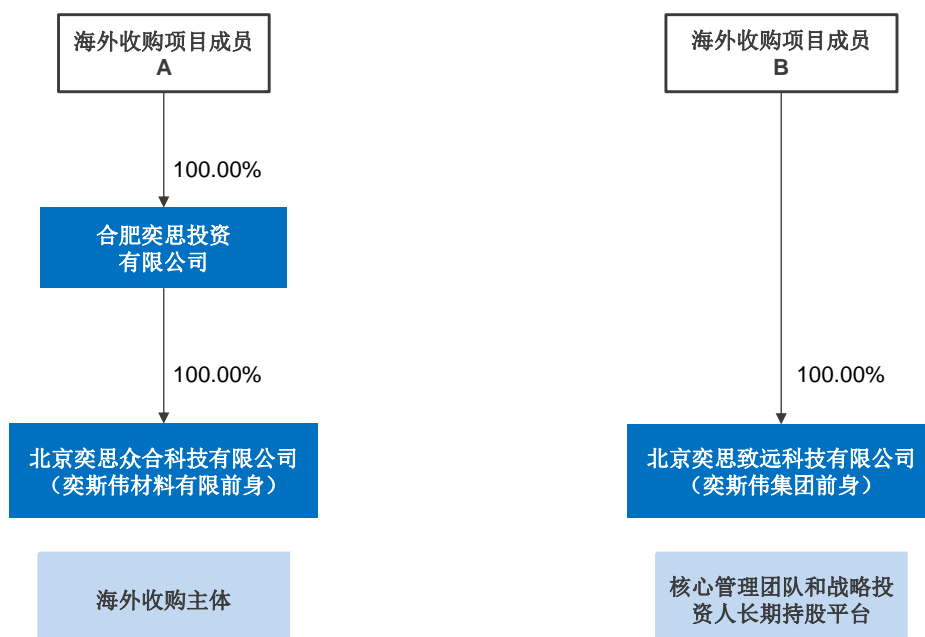 海外收购项目成员
A
100.00%
合肥奕思投资
有限公司
100.00%
北京奕思众合科技有限公司
（奕斯伟材料有限前身）
海外收购主体
海外收购项目成员
B
100.00%
北京奕思致远科技有限公司
（奕斯伟集团前身）
核心管理团队和战略投
资人长期持股平台